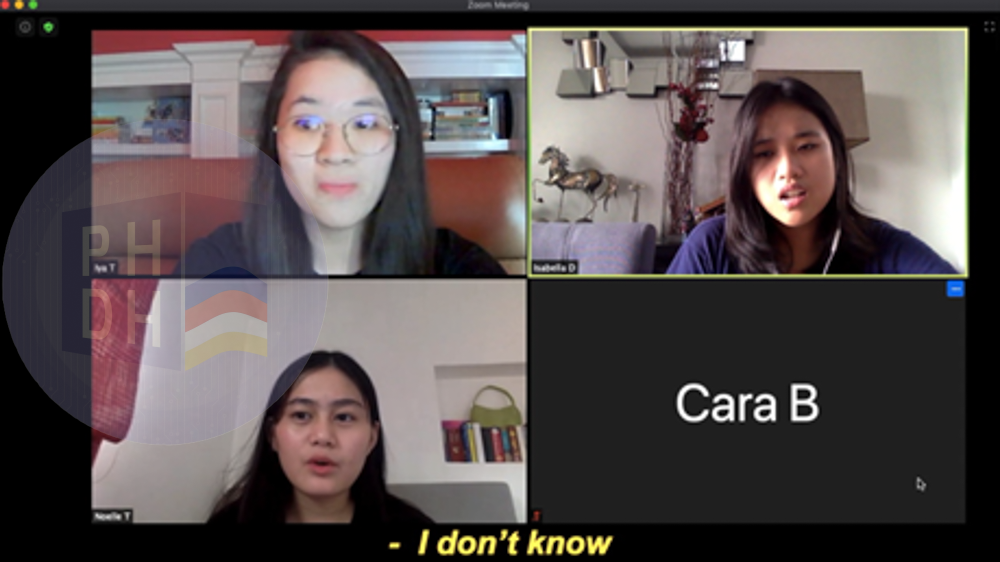 Zoom Meeting
PH
DH
Iya T
Isabella D
Noelle T
Cara B
- I don't know